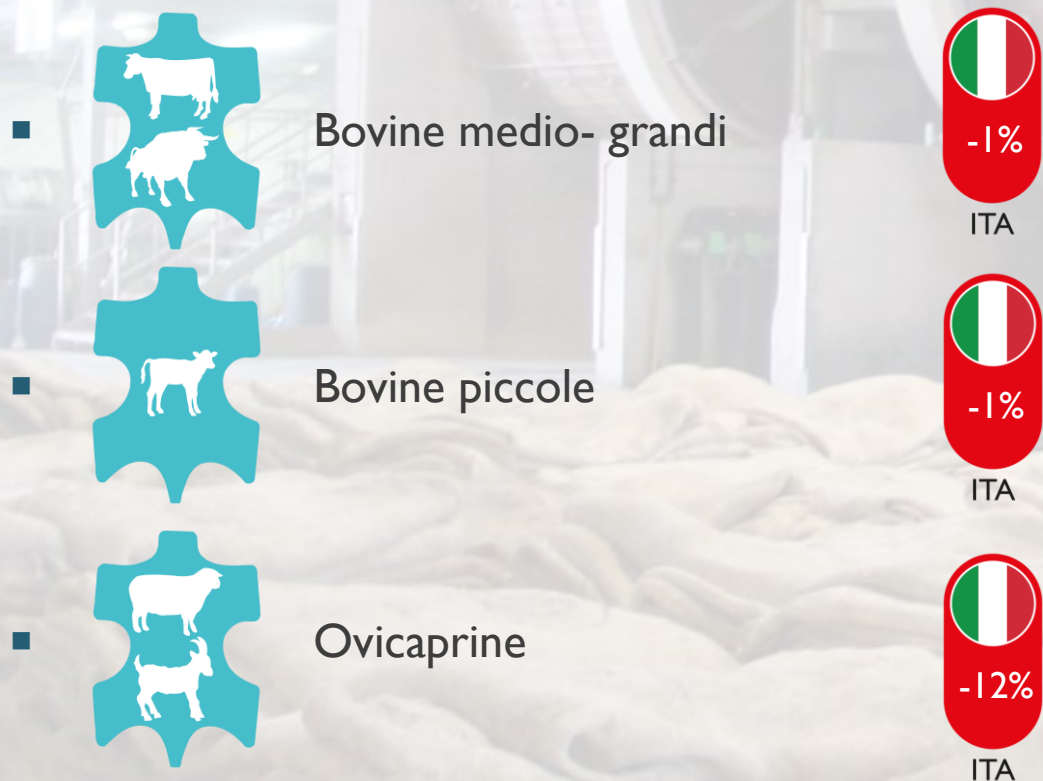 Bovine medio- grandi
-1%
ITA
Bovine piccole
-1%
ITA
Ovicaprine
-12%
ITA